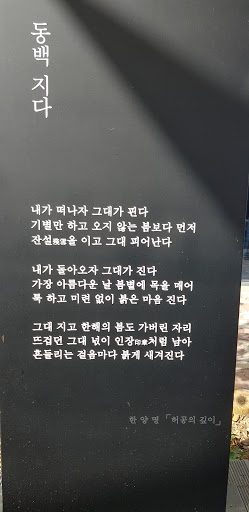 동백 지다
내가 떠나자 그대가 핀다
기별만 하고 오지 않는 봄보다 먼저
잔설殘雪을 이고 그대 피어난다
내가 돌아오자 그대가 진다
가장 아름다운 날 봄볕에 목을 메어
툭 하고 미련 없이 붉은 마음 진다
그대 지고 한해의 봄도 가버린 자리
뜨겁던 그대 넋이 인장印章처럼 남아
흔들리는 걸음마다 붉게 새겨진다
한 양 명 「허공의 깊이」